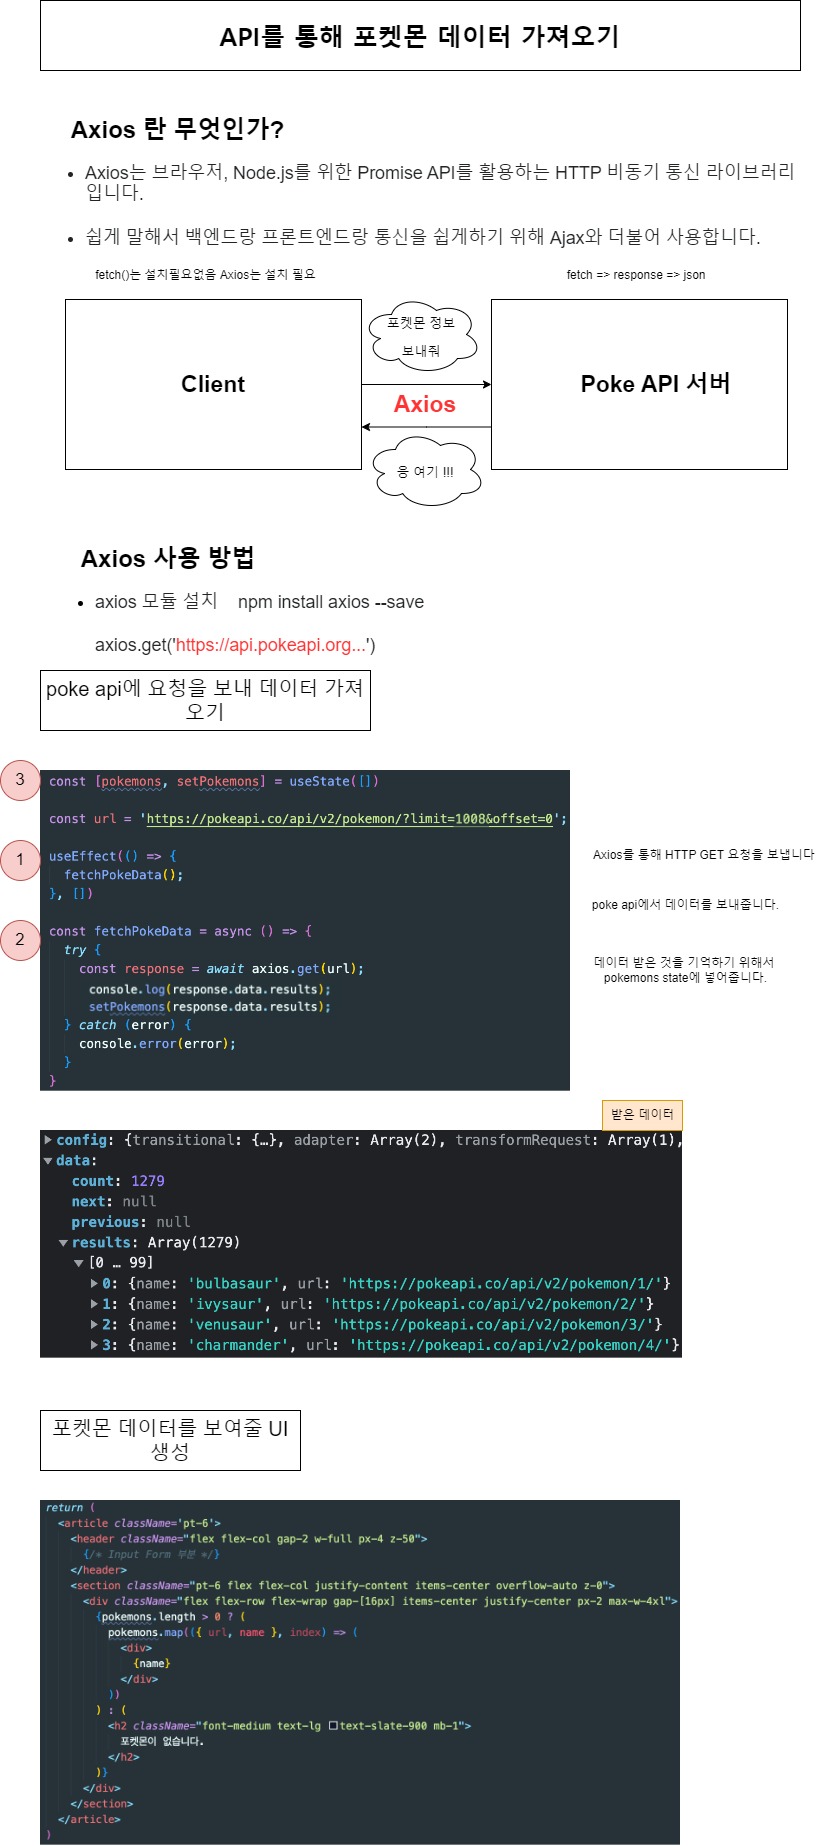 API를 통해 포켓몬 데이터 가져오기
Axios 란 무엇인가?
Axios는 브라우저, Node.js를 위한 Promise API를 활용하는 HTTP 비동기 통신 라이브러리
입니다.
쉽게 말해서 백엔드랑 프론트엔드랑 통신을 쉽게하기 위해 Ajax와 더불어 사용합니다.
fetch()는 설치필요없음 Axios는 설치 필요
fetch => response => json
포켓몬 정보
보내줘
Client
Poke API 서버
Axios
응 여기 !!!
Axios 사용 방법
axios 모듈 설치 npm install axios --save
axios.get('https://api.pokeapi.org...')
poke api에 요청을 보내 데이터 가져
오기
3
const [pokemons, setPokemons] = useState([])
const url = 'https://pokeapi.co/api/v2/pokemon/?limit=1008&offset=0';
1
useEffect(() => {
fetchPokeData();
}, [])
2
const fetchPokeData = async () => {
try {
const response = await axios.get(url);
console.log(response.data.results);
setPokemons(response.data.results);
} catch (error) {
console.error(error);
}
}
Axios를 통해 HTTP GET 요청을 보냅니다
poke api에서 데이터를 보내줍니다.
데이터 받은 것을 기억하기 위해서
pokemons state에 넣어줍니다.
받은 데이터
config: {transitional: {…}, adapter: Array(2), transformRequest: Array(1),
data:
count: 1279
next: null
previous: null
results: Array(1279)
[0 … 99]
0: {name: 'bulbasaur', url: 'https://pokeapi.co/api/v2/pokemon/1/'}
1: {name: 'ivysaur', url: 'https://pokeapi.co/api/v2/pokemon/2/'}
2: {name: 'venusaur', url: 'https://pokeapi.co/api/v2/pokemon/3/'}
3: {name: 'charmander', url: 'https://pokeapi.co/api/v2/pokemon/4/'}
포켓몬 데이터를 보여줄 UI
생성
return (
<article className='pt-6'>
<header className="flex flex-col gap-2 w-full px-4 z-50">
{/* Input Form 부분 */}
</header>
<section className="pt-6 flex flex-col justify-content items-center overflow-auto z-0">
<div className="flex flex-row flex-wrap gap-[16px] items-center justify-center px-2 max-w-4xl">
{pokemons.length > 0 ? (
pokemons.map(({ url, name }, index) => (
<div>
{name}
</div>
))
) : (
<h2 className="font-medium text-lg text-slate-900 mb-1">
포켓몬이 없습니다.
</h2>
)}
</div>
</section>
</article>
)